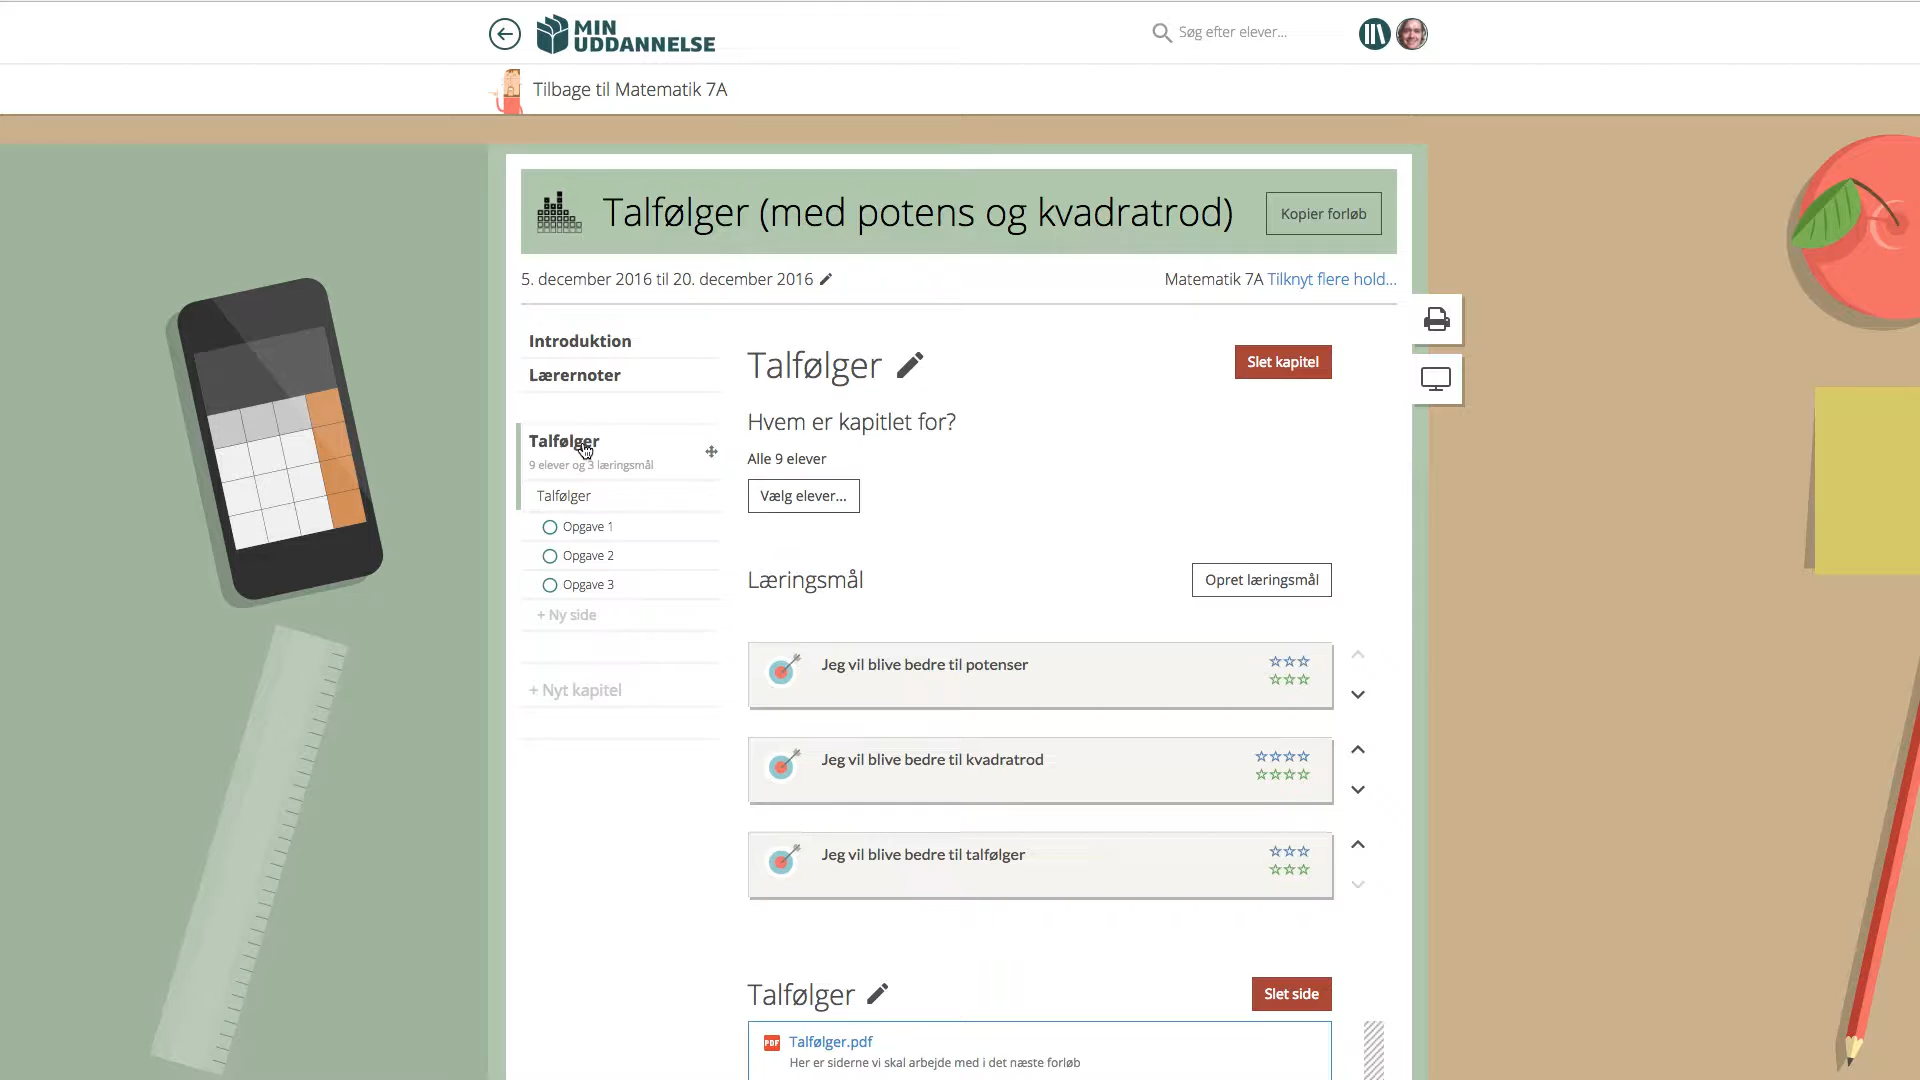 MIN
UDDANNELSE
Søg efter elever...
Tilbage til Matematik 7A
Talfølger (med potens og kvadratrod)
Kopier forløb
5. december 2016 til 20. december 2016
Matematik 7A Tilknyt flere hold...
Introduktion
Lærernoter
Talfølger
9 elever og 3 læringsmål
Talfølger
Opgave 1
Opgave 2
Opgave 3
+ Ny side
+ Nyt kapitel
Talfølger
Slet kapitel
Hvem er kapitlet for?
Alle 9 elever
Vælg elever...
Læringsmål
Opret læringsmål
Jeg vil blive bedre til potenser
Jeg vil blive bedre til kvadratrod
Jeg vil blive bedre til talfølger
Talfølger
Slet side
PDF
Talfølger.pdf
Her er siderne vi skal arbejde med i det næste forløb